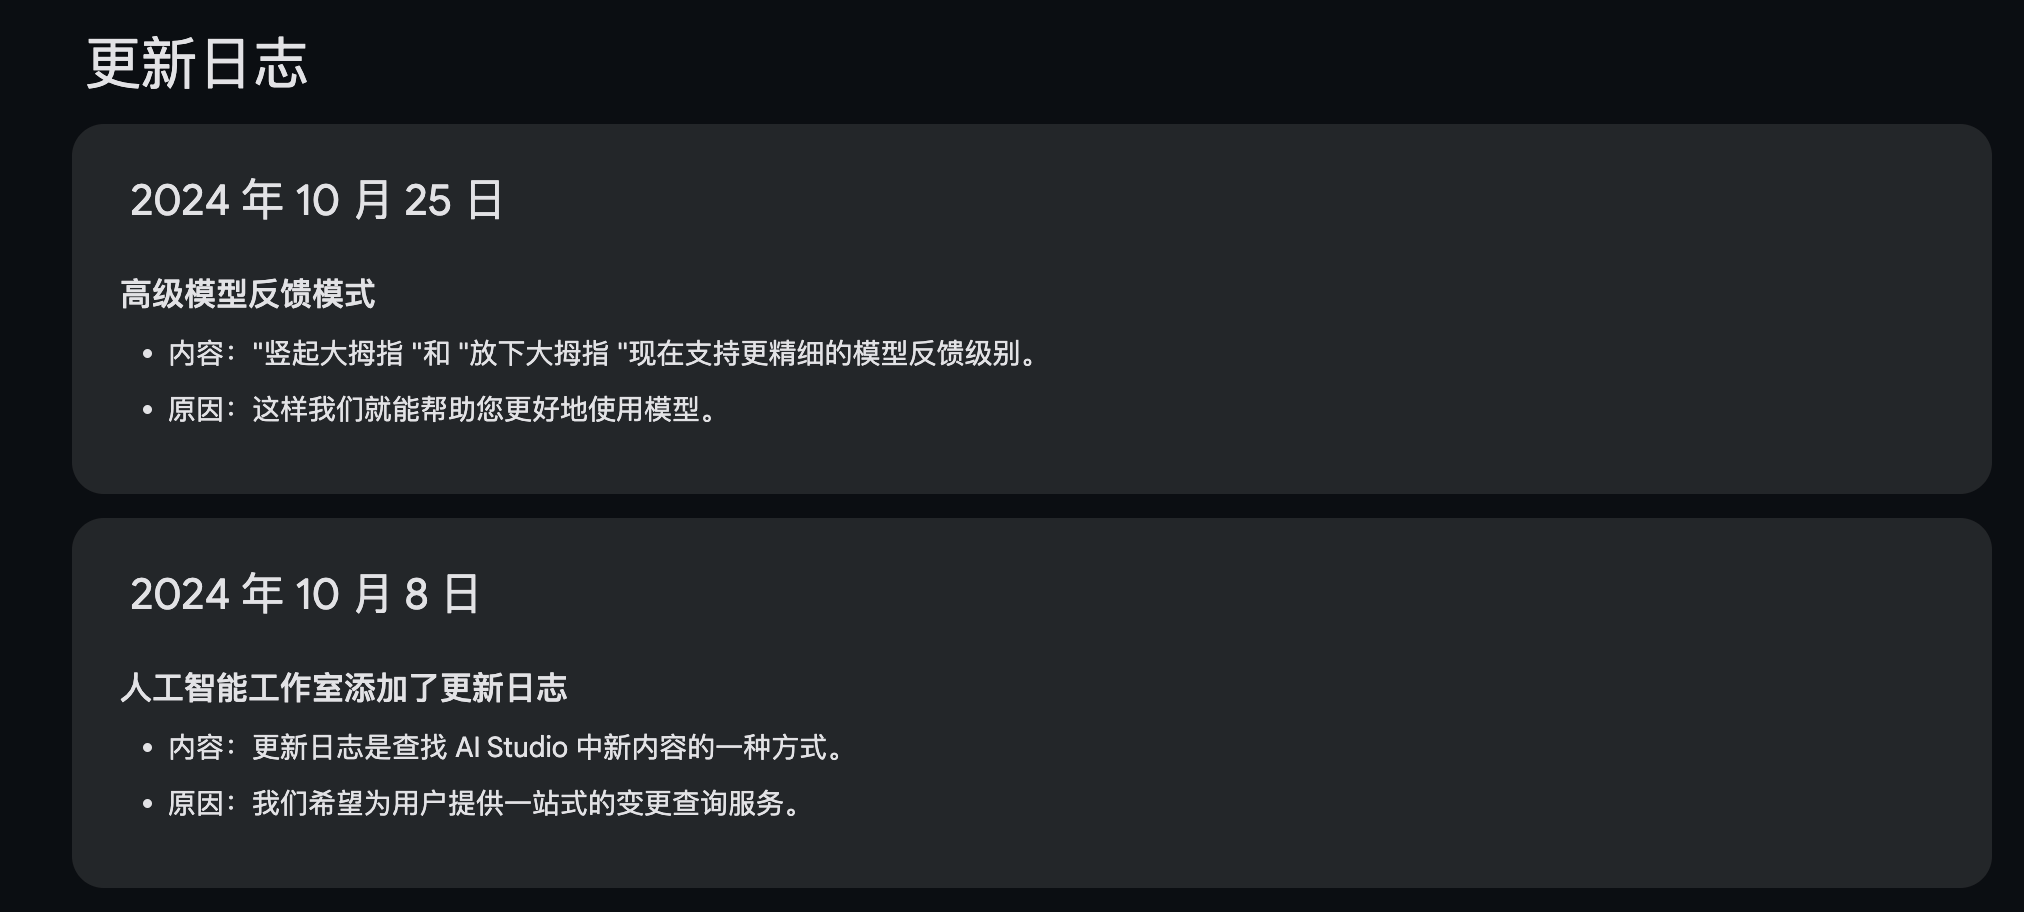 更新日志
2024 年 10 月 25 日
高级模型反馈模式
• 内容："竖起大拇指 "和 "放下大拇指 "现在支持更精细的模型反馈级别。
• 原因：这样我们就能帮助您更好地使用模型。
2024 年 10 月 8 日
人工智能工作室添加了更新日志
• 内容：更新日志是查找 AI Studio 中新内容的一种方式。
• 原因：我们希望为用户提供一站式的变更查询服务。